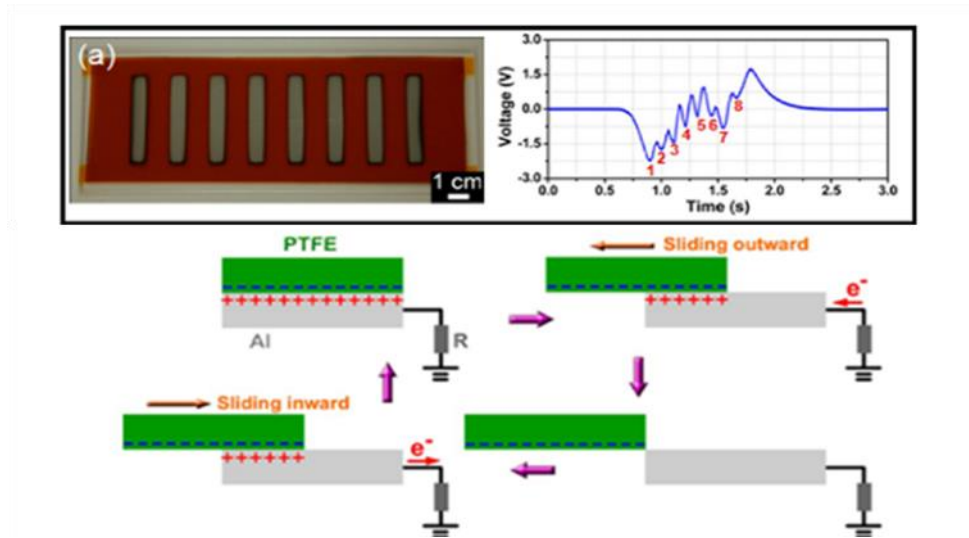 (a)
1 cm
Voltage (V)
3.0
1.5
0.0
-1.5
-3.0
1 2 3 4 5 6 7 8
0.0 0.5 1.0 1.5 2.0 2.5 3.0
Time (s)
PTFE
++++++++++++
Al
R
Sliding outward
++++++
e-
Sliding inward
++++++
e-